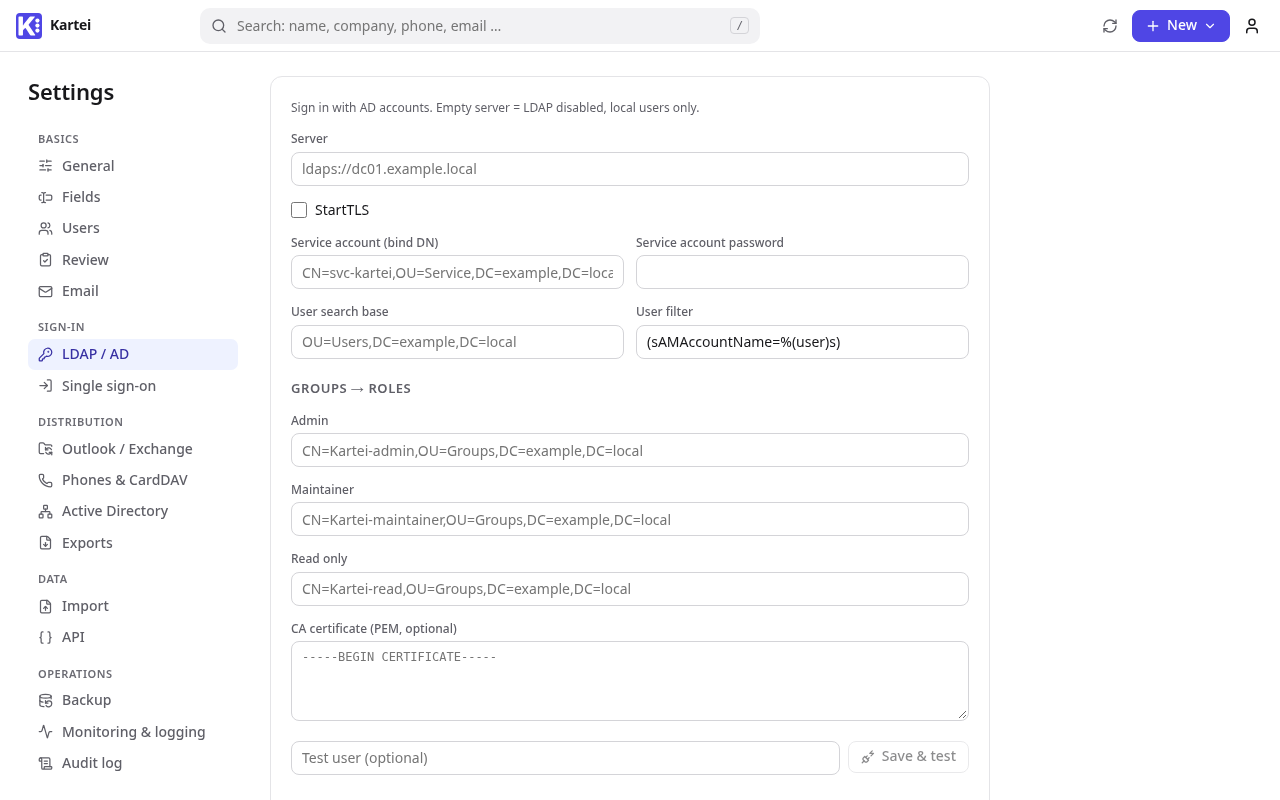 Kartei
Search: name, company, phone, email ...
/
New
Settings
BASICS
General
Fields
Users
Review
Email
SIGN-IN
LDAP / AD
Single sign-on
DISTRIBUTION
Outlook / Exchange
Phones & CardDAV
Active Directory
Exports
DATA
Import
API
OPERATIONS
Backup
Monitoring & logging
Audit log
Sign in with AD accounts. Empty server = LDAP disabled, local users only.
Server
ldaps://dc01.example.local
StartTLS
Service account (bind DN)
Service account password
CN=svc-kartei,OU=Service,DC=example,DC=loca
User search base
User filter
OU=Users,DC=example,DC=local
(sAMAccountName=%(user)s)
GROUPS → ROLES
Admin
CN=Kartei-admin,OU=Groups,DC=example,DC=local
Maintainer
CN=Kartei-maintainer,OU=Groups,DC=example,DC=local
Read only
CN=Kartei-read,OU=Groups,DC=example,DC=local
CA certificate (PEM, optional)
-----BEGIN CERTIFICATE-----
Test user (optional)
Save & test